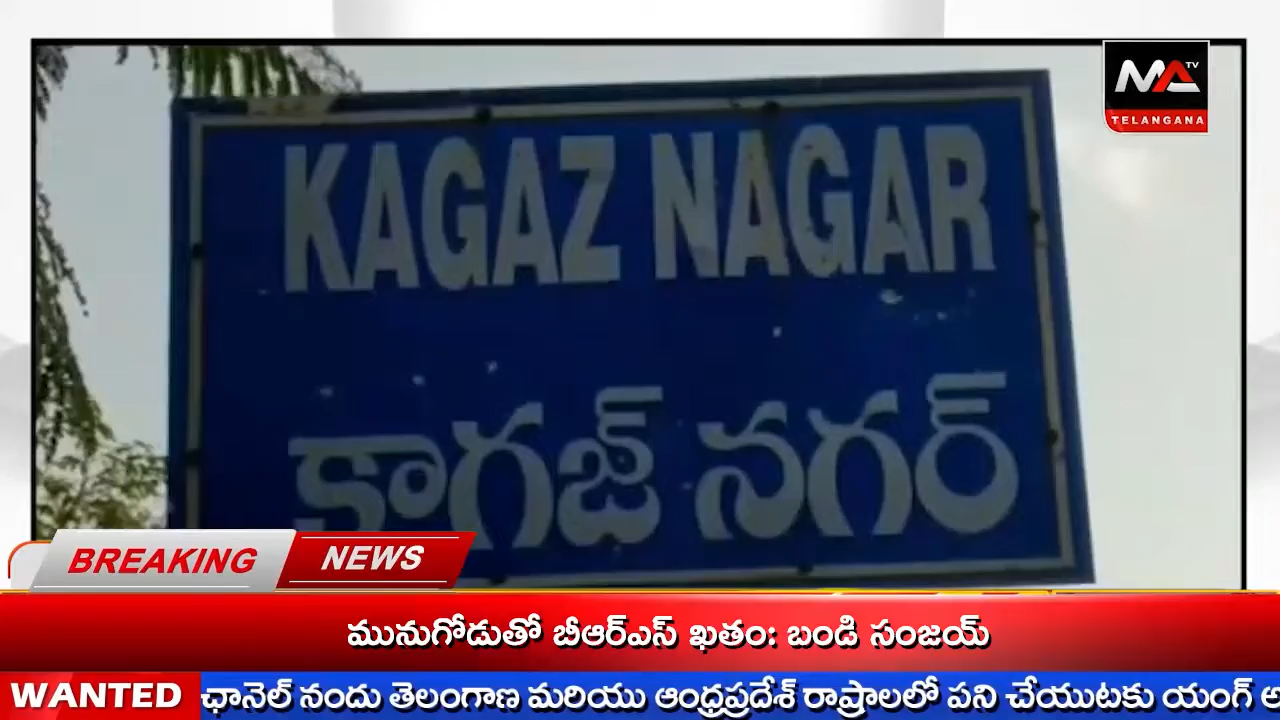 MA TV
TELANGANA
KAGAZ NAGAR
కాగజ్ నగర్
BREAKING NEWS
మునుగోడుతో బీఆర్ఎస్ ఖతం: బండి సంజయ్
WANTED ఛానెల్ నందు తెలంగాణ మరియు ఆంధ్రప్రదేశ్ రాష్రాలలో పని చేయుటకు యంగ్